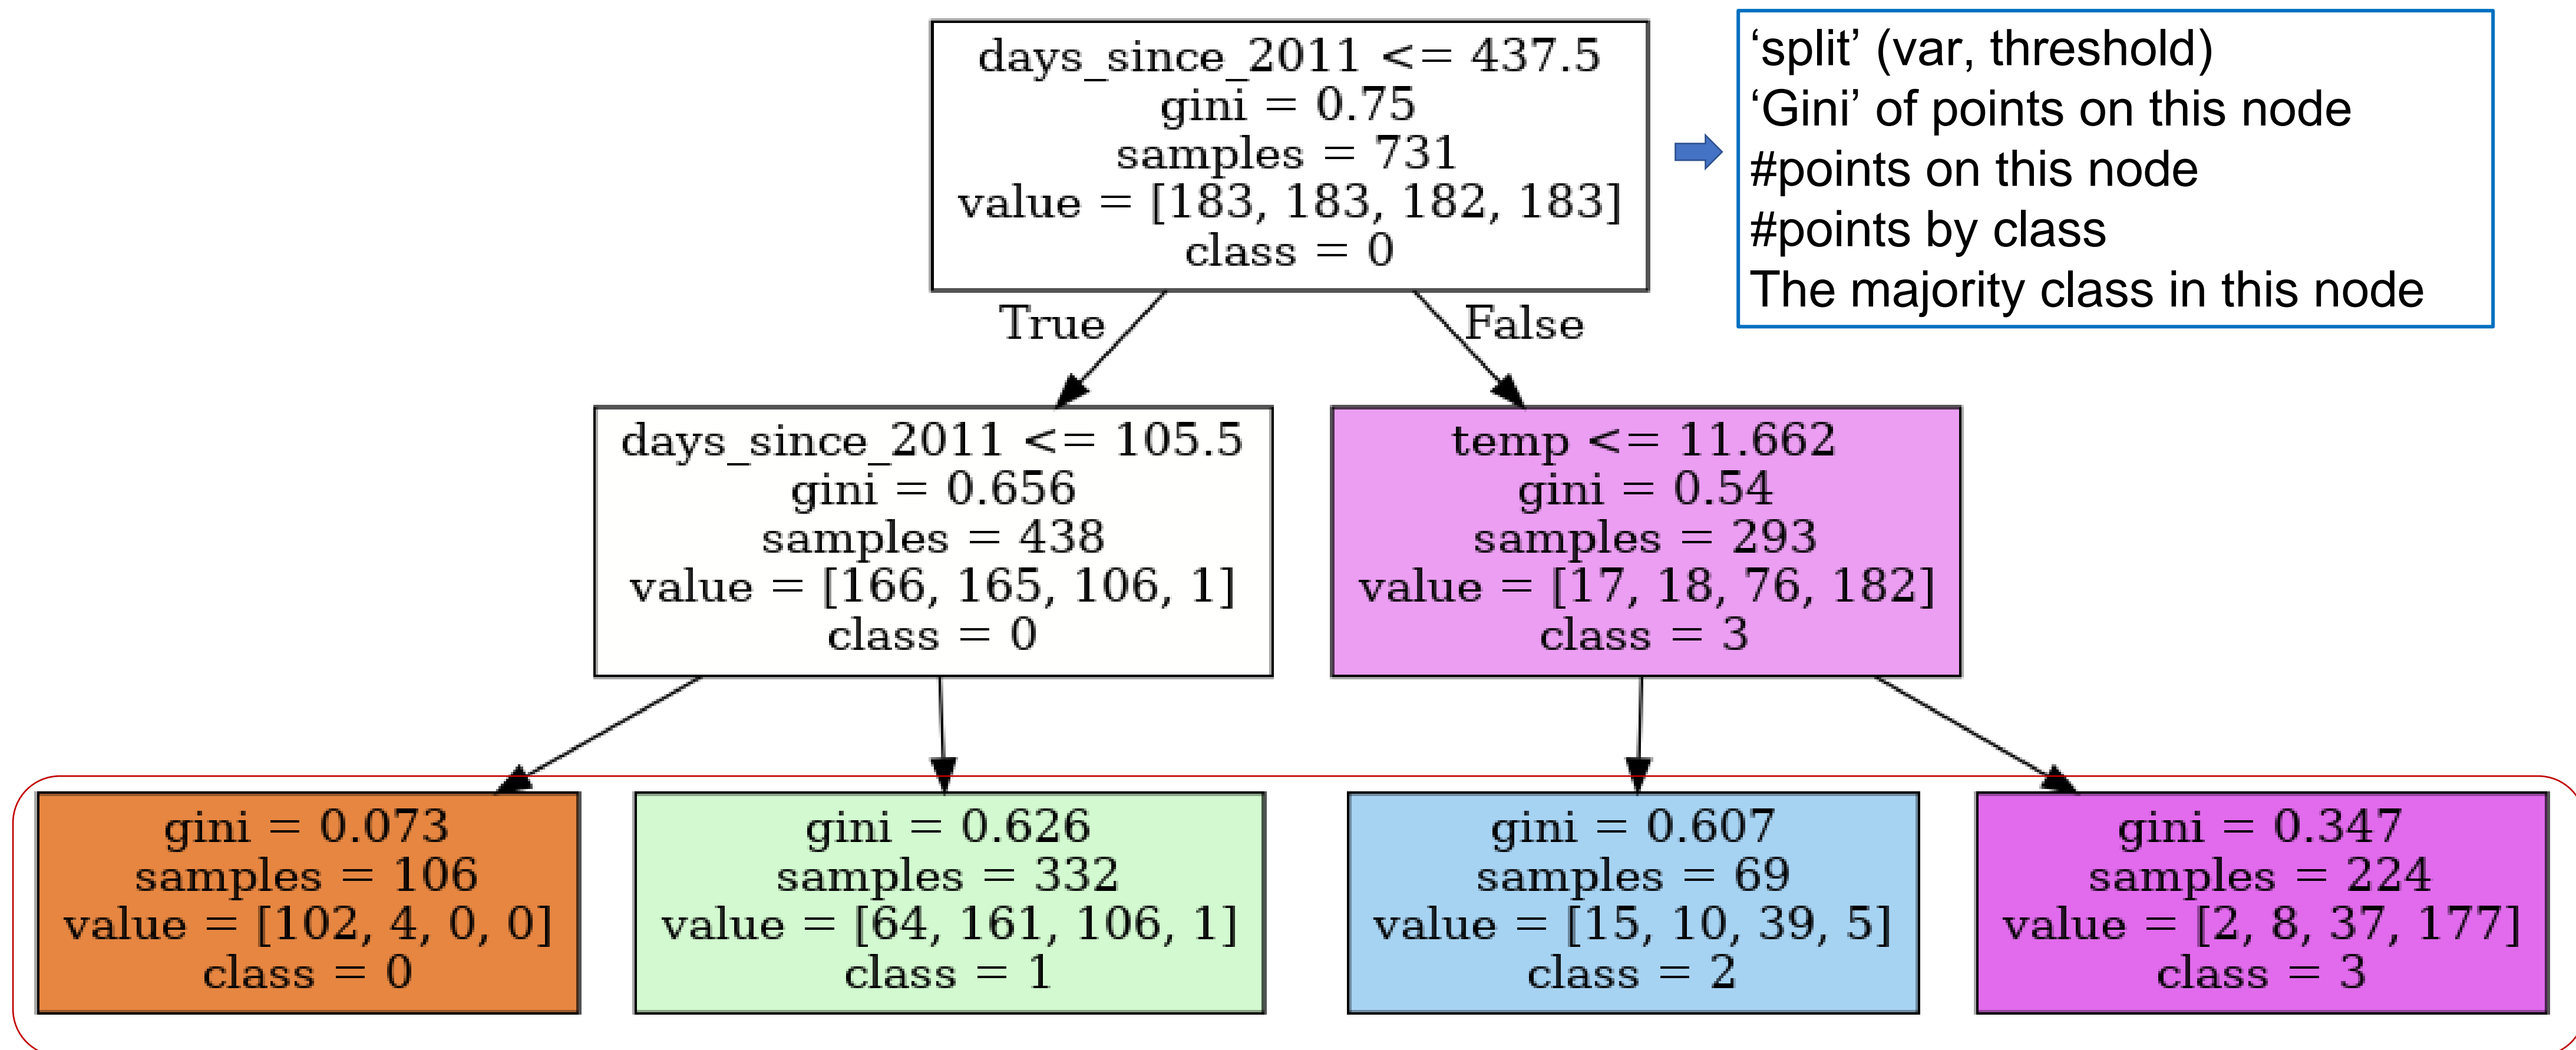 days_since_2011 <= 437.5
gini = 0.75
samples = 731
value = [183, 183, 182, 183]
class = 0
‘split’ (var, threshold)
‘Gini’ of points on this node
#points on this node
#points by class
The majority class in this node
True
False
days_since_2011 <= 105.5
gini = 0.656
samples = 438
value = [166, 165, 106, 1]
class = 0
temp <= 11.662
gini = 0.54
samples = 293
value = [17, 18, 76, 182]
class = 3
gini = 0.073
samples = 106
value = [102, 4, 0, 0]
class = 0
gini = 0.626
samples = 332
value = [64, 161, 106, 1]
class = 1
gini = 0.607
samples = 69
value = [15, 10, 39, 5]
class = 2
gini = 0.347
samples = 224
value = [2, 8, 37, 177]
class = 3